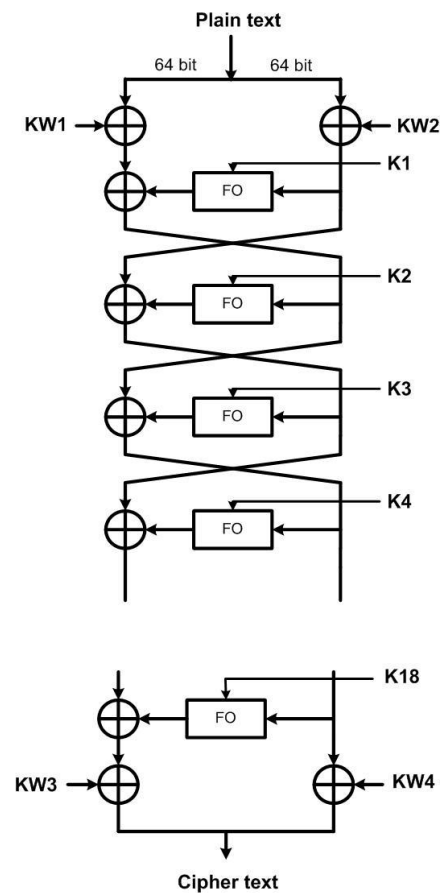 Plain text
64 bit 64 bit
KW1 KW2
K1
FO
K2
FO
K3
FO
K4
FO
K18
FO
KW3 KW4
Cipher text